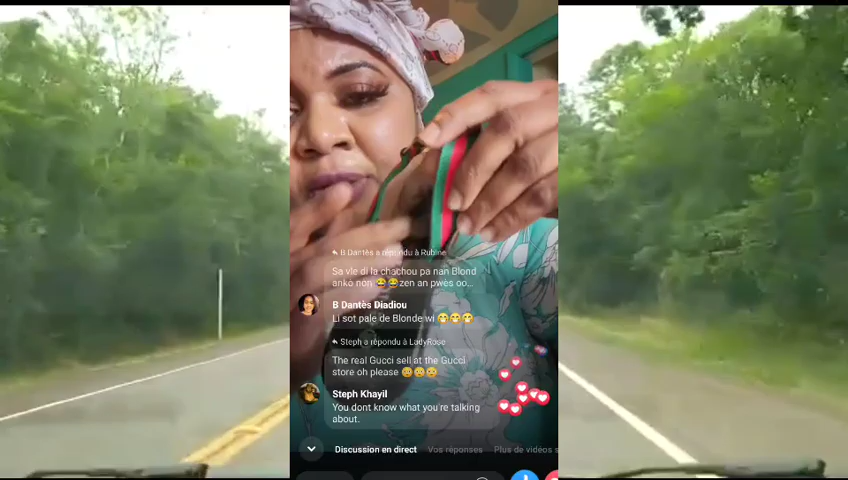 B Dantès a répondu à Rubine
Sa vle di la chachou pa nan Blond
anko non 😂😂zen an pwès oo...
B Dantès Diadiou
Li sot pale de Blonde wi 🤭🤭🤭
Steph a répondu à LadyRose
The real Gucci sell at the Gucci
store oh please
Steph Khayil
You dont know what you're talking
about.
Discussion en direct Vos réponses Plus de vidéos s